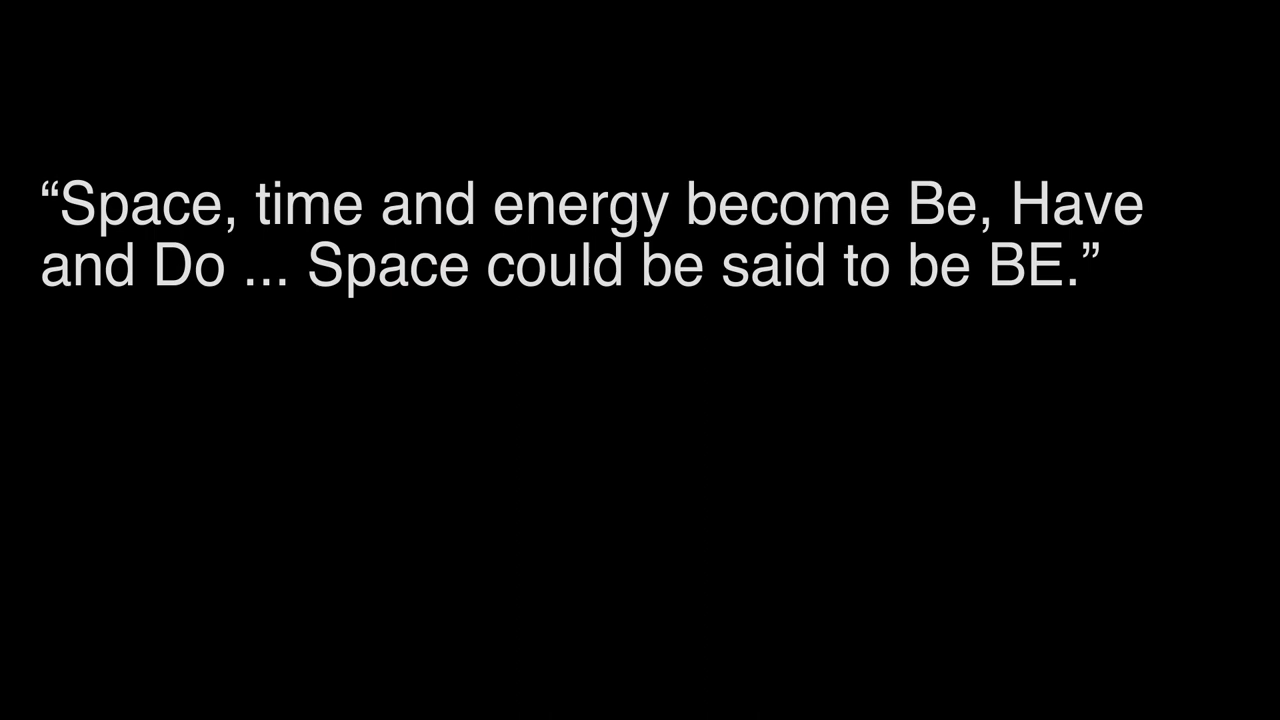 “Space, time and energy become Be, Have
and Do ... Space could be said to be BE.”